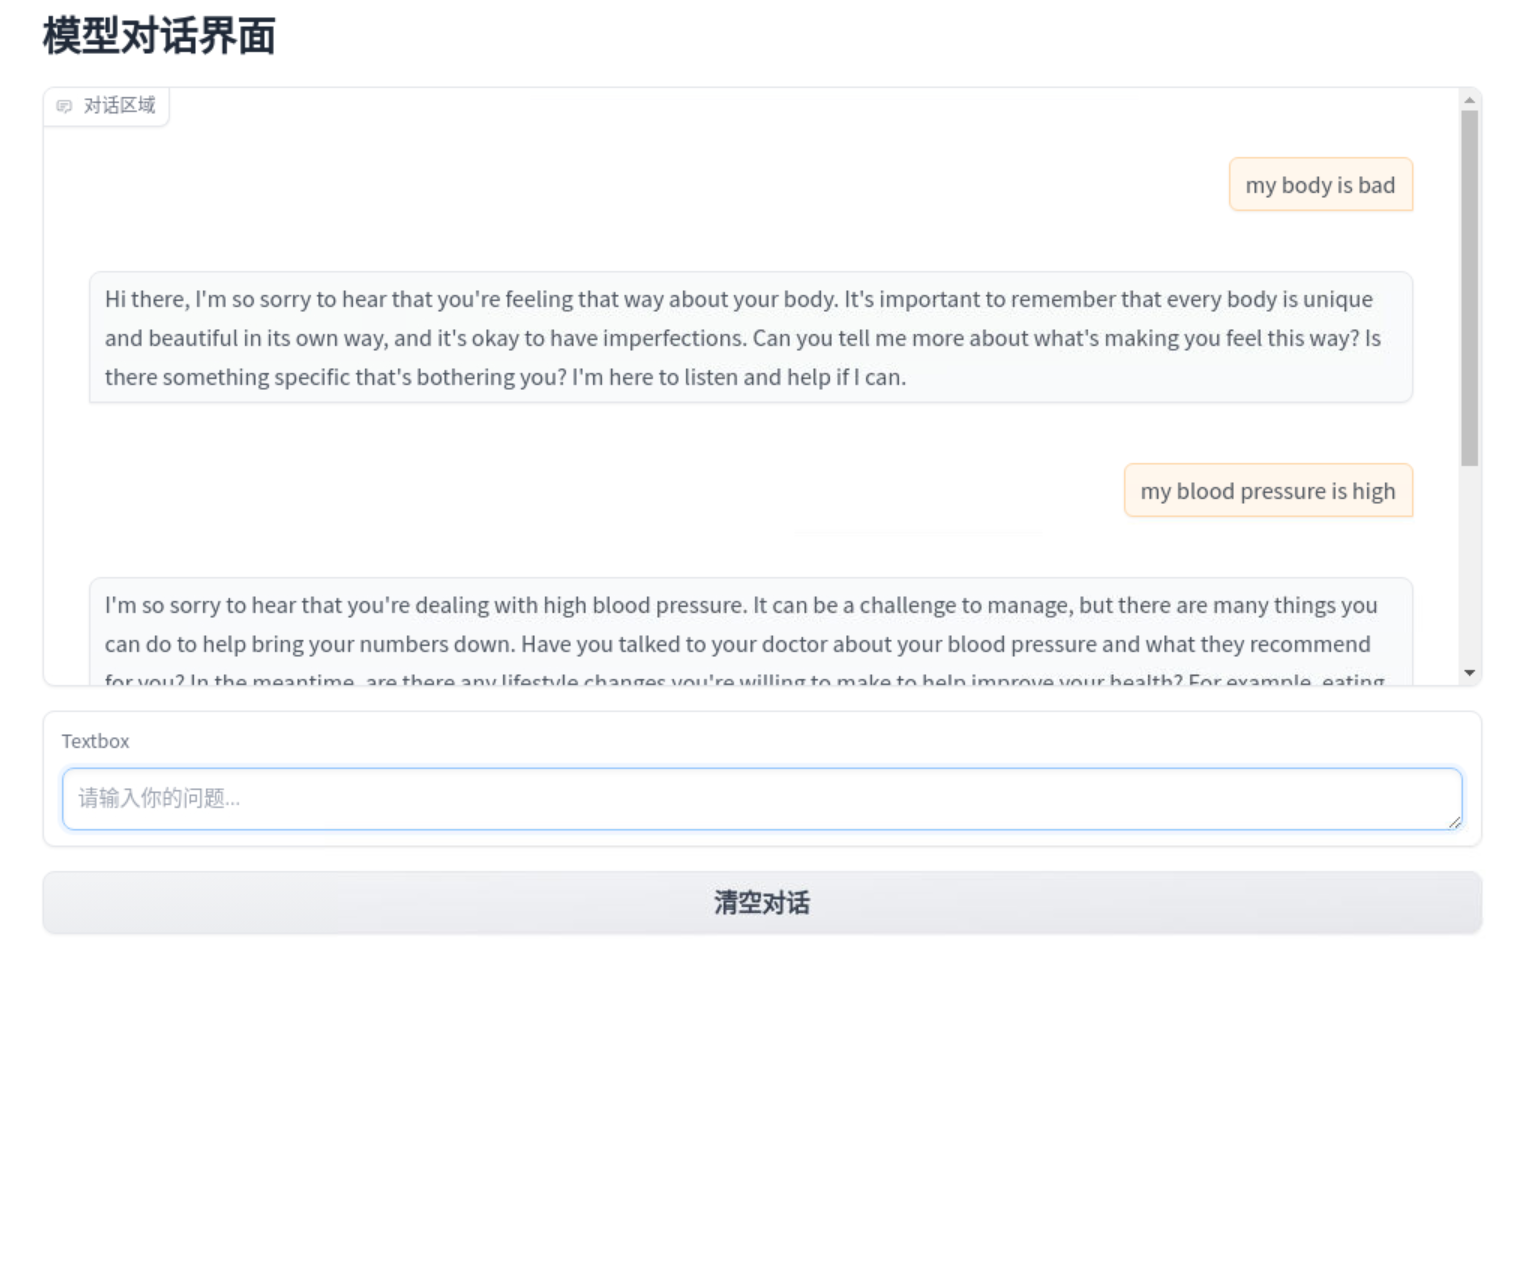 模型对话界面
对话区域
my body is bad
Hi there, I'm so sorry to hear that you're feeling that way about your body. It's important to remember that every body is unique
and beautiful in its own way, and it's okay to have imperfections. Can you tell me more about what's making you feel this way? Is
there something specific that's bothering you? I'm here to listen and help if I can.
my blood pressure is high
I'm so sorry to hear that you're dealing with high blood pressure. It can be a challenge to manage, but there are many things you
can do to help bring your numbers down. Have you talked to your doctor about your blood pressure and what they recommend
for you? In the meantime, are there any lifestyle changes you're willing to make to help improve your health? For example, eating
Textbox
请输入你的问题...
清空对话